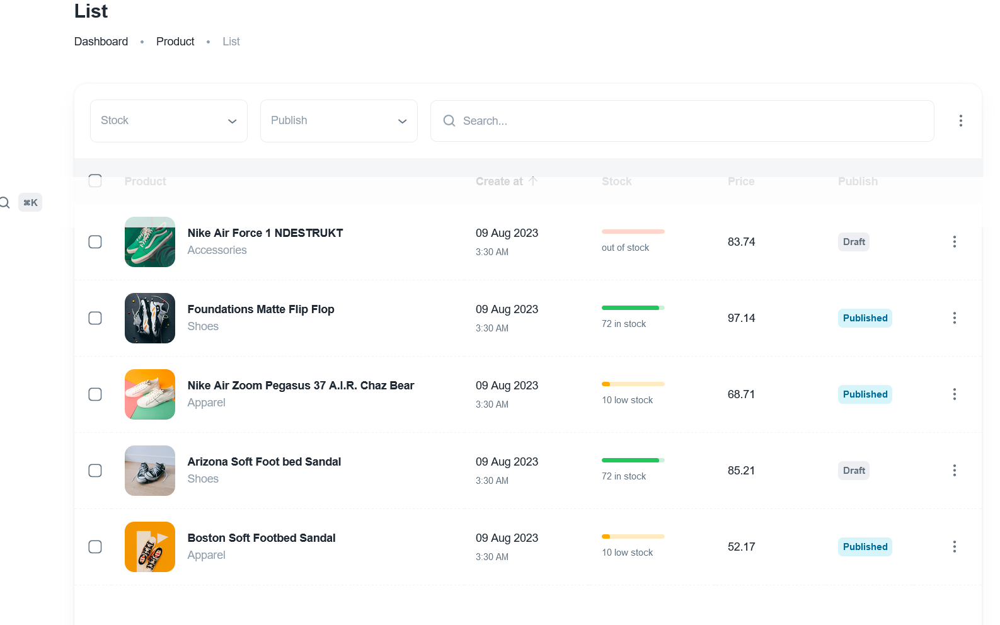 List
Dashboard • Product • List
Stock
Publish
Search...
Product Create at ↑ Stock Price Publish
⌘K
Nike Air Force 1 NDESTRUKT
Accessories
09 Aug 2023
3:30 AM
out of stock
83.74
Draft
Foundations Matte Flip Flop
Shoes
09 Aug 2023
3:30 AM
72 in stock
97.14
Published
Nike Air Zoom Pegasus 37 A.I.R. Chaz Bear
Apparel
09 Aug 2023
3:30 AM
10 low stock
68.71
Published
Arizona Soft Foot bed Sandal
Shoes
09 Aug 2023
3:30 AM
72 in stock
85.21
Draft
Boston Soft Footbed Sandal
Apparel
09 Aug 2023
3:30 AM
10 low stock
52.17
Published